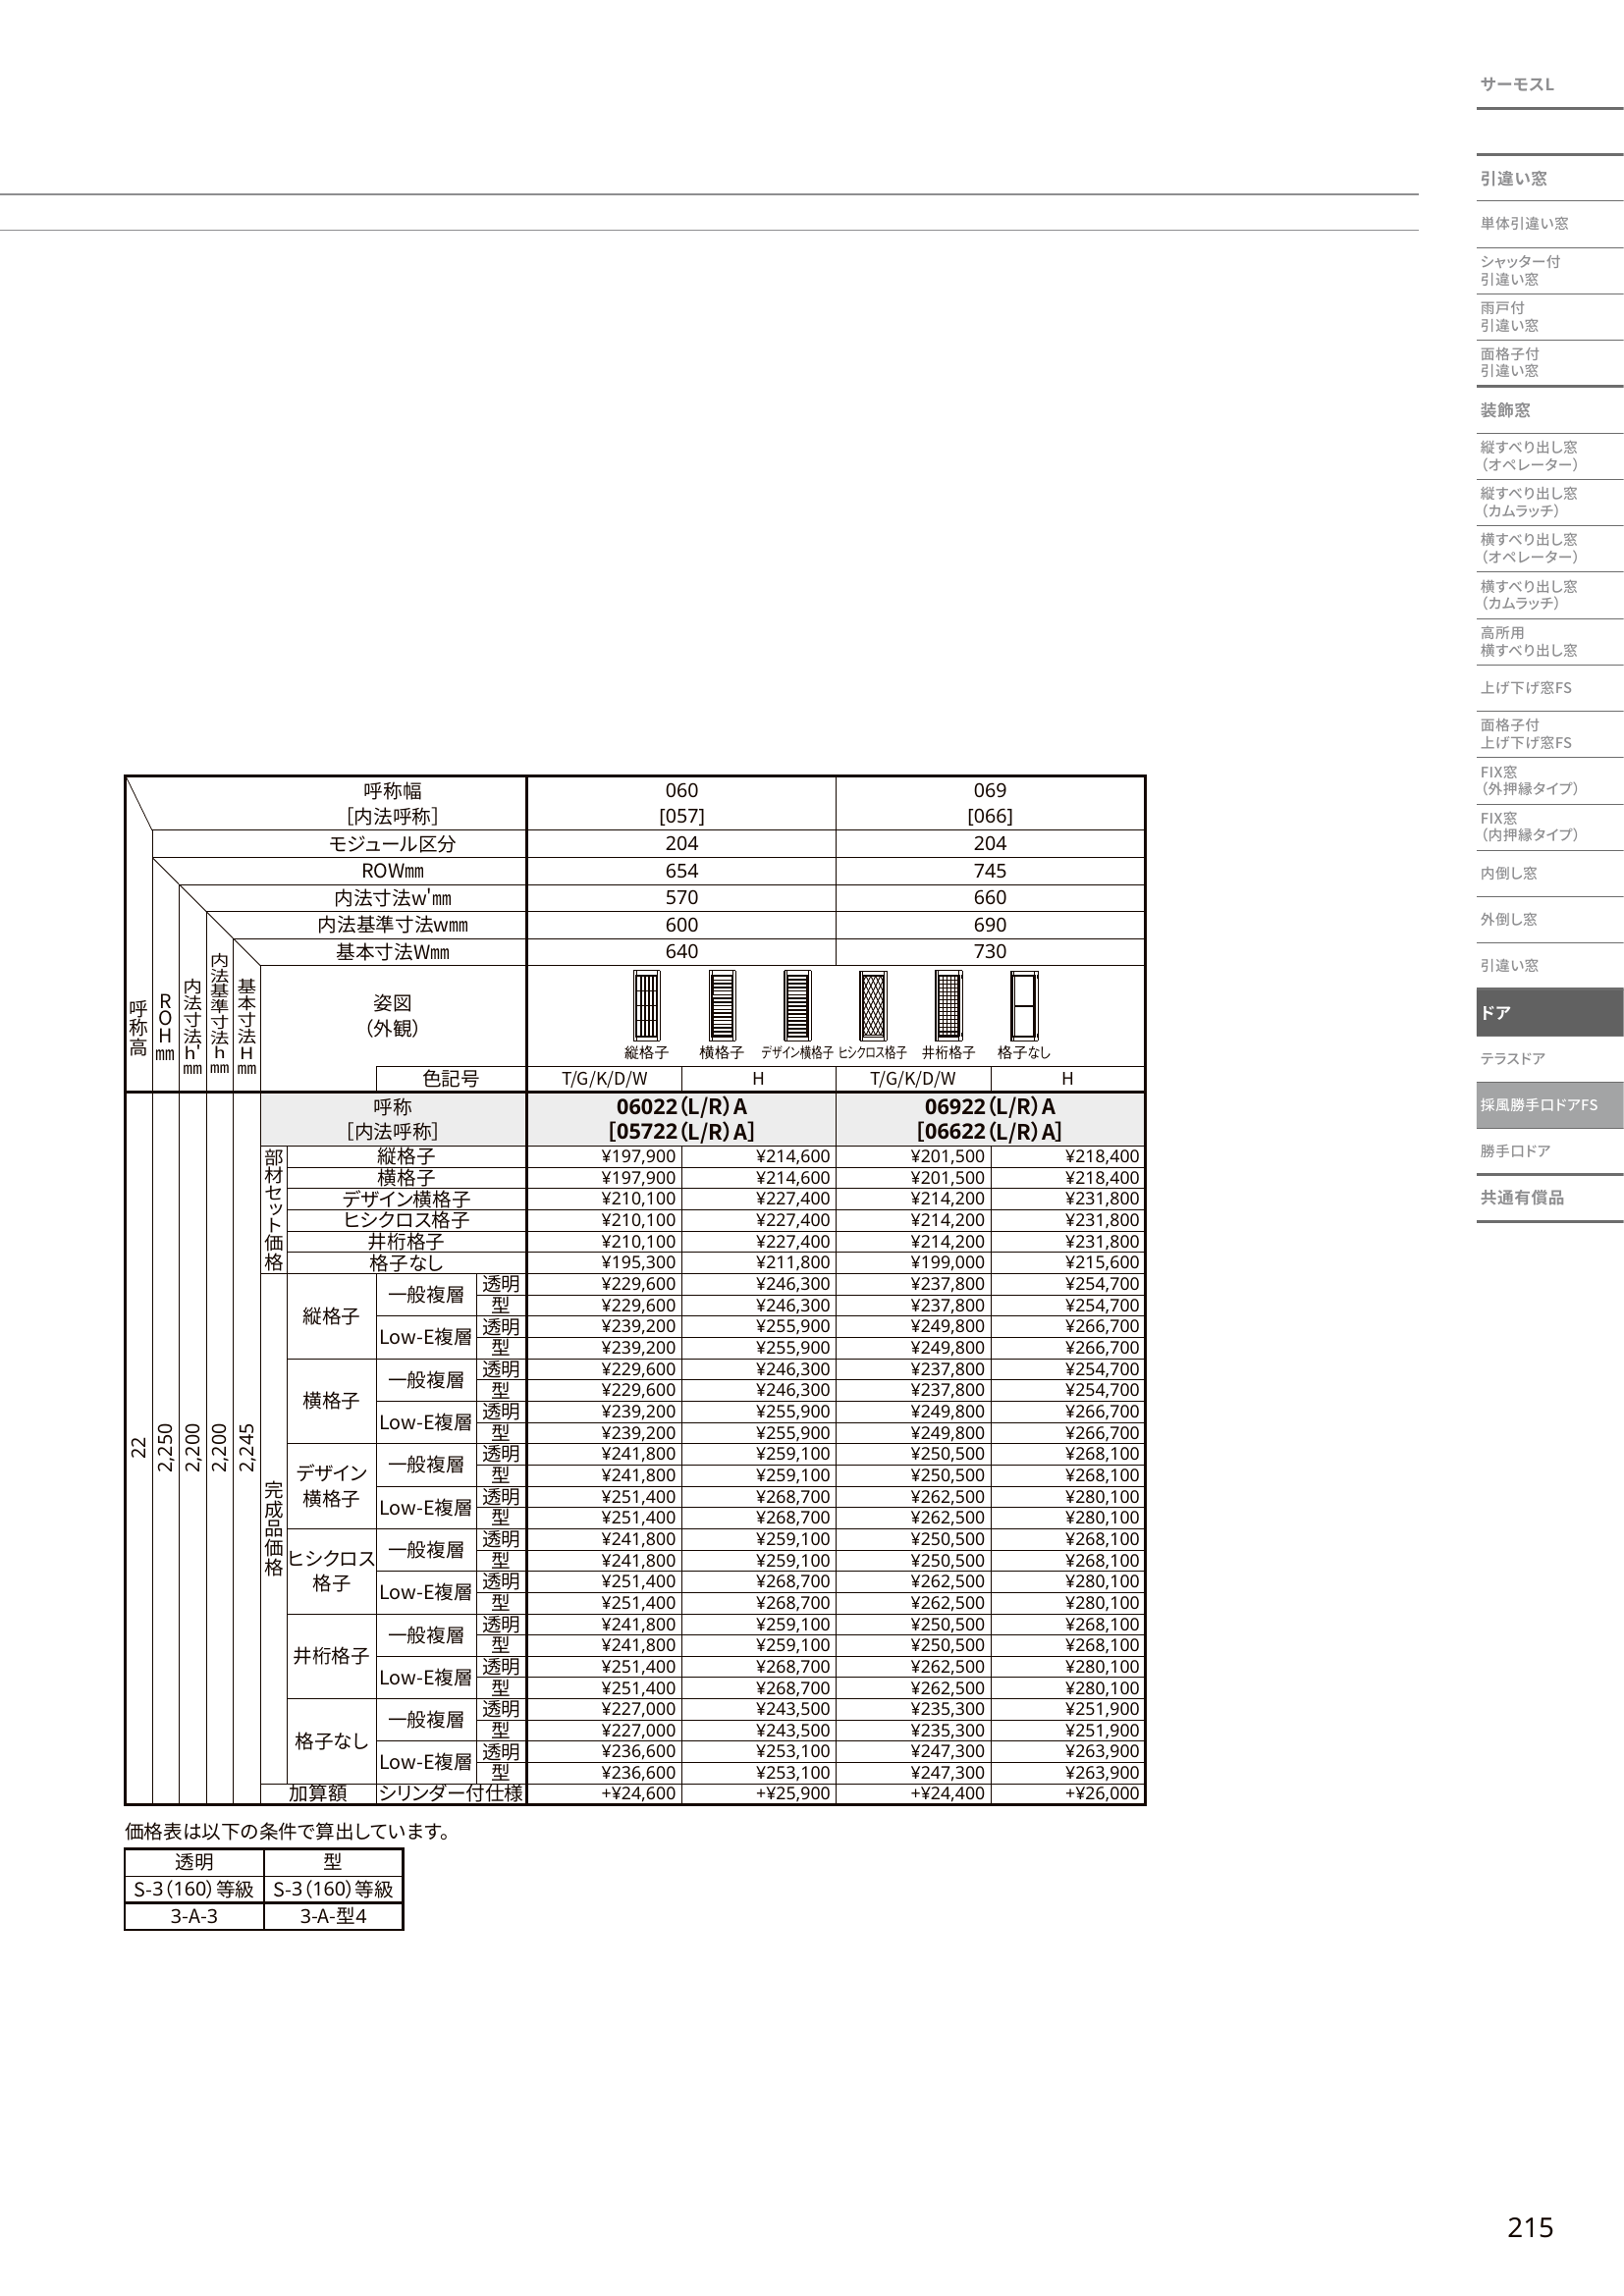 サーモスL
引違い窓
単体引違い窓
シャッター付
引違い窓
雨戸付
引違い窓
面格子付
引違い窓
装飾窓
縦すべり出し窓
（オペレーター）
縦すべり出し窓
（カムラッチ）
横すべり出し窓
（オペレーター）
横すべり出し窓
（カムラッチ）
高所用
横すべり出し窓
上げ下げ窓FS
面格子付
上げ下げ窓FS
FIX窓
（外押縁タイプ）
FIX窓
（内押縁タイプ）
内倒し窓
外倒し窓
引違い窓
ドア
テラスドア
採風勝手口ドアFS
勝手口ドア
共通有償品
呼称幅 060 069
［内法呼称］ [057] [066]
モジュール区分 204 204
ROW㎜ 654 745
内法寸法w'㎜ 570 660
内法基準寸法w㎜ 600 690
基本寸法W㎜ 640 730
呼称高
ROH㎜
内法寸法h'㎜
内法基準寸法h㎜
基本寸法H㎜
姿図
（外観）
縦格子 横格子 デザイン横格子 ヒシクロス格子 井桁格子 格子なし
色記号 T/G/K/D/W H T/G/K/D/W H
呼称 06022（L/R）A 06922（L/R）A
［内法呼称］ [05722（L/R）A] [06622（L/R）A]
22
2,250
2,200
2,200
2,245
部材セット価格
縦格子 ¥197,900 ¥214,600 ¥201,500 ¥218,400
横格子 ¥197,900 ¥214,600 ¥201,500 ¥218,400
デザイン横格子 ¥210,100 ¥227,400 ¥214,200 ¥231,800
ヒシクロス格子 ¥210,100 ¥227,400 ¥214,200 ¥231,800
井桁格子 ¥210,100 ¥227,400 ¥214,200 ¥231,800
格子なし ¥195,300 ¥211,800 ¥199,000 ¥215,600
完成品価格
縦格子 一般複層 透明 ¥229,600 ¥246,300 ¥237,800 ¥254,700
型 ¥229,600 ¥246,300 ¥237,800 ¥254,700
Low-E複層 透明 ¥239,200 ¥255,900 ¥249,800 ¥266,700
型 ¥239,200 ¥255,900 ¥249,800 ¥266,700
横格子 一般複層 透明 ¥229,600 ¥246,300 ¥237,800 ¥254,700
型 ¥229,600 ¥246,300 ¥237,800 ¥254,700
Low-E複層 透明 ¥239,200 ¥255,900 ¥249,800 ¥266,700
型 ¥239,200 ¥255,900 ¥249,800 ¥266,700
デザイン
横格子 一般複層 透明 ¥241,800 ¥259,100 ¥250,500 ¥268,100
型 ¥241,800 ¥259,100 ¥250,500 ¥268,100
Low-E複層 透明 ¥251,400 ¥268,700 ¥262,500 ¥280,100
型 ¥251,400 ¥268,700 ¥262,500 ¥280,100
ヒシクロス
格子 一般複層 透明 ¥241,800 ¥259,100 ¥250,500 ¥268,100
型 ¥241,800 ¥259,100 ¥250,500 ¥268,100
Low-E複層 透明 ¥251,400 ¥268,700 ¥262,500 ¥280,100
型 ¥251,400 ¥268,700 ¥262,500 ¥280,100
井桁格子 一般複層 透明 ¥241,800 ¥259,100 ¥250,500 ¥268,100
型 ¥241,800 ¥259,100 ¥250,500 ¥268,100
Low-E複層 透明 ¥251,400 ¥268,700 ¥262,500 ¥280,100
型 ¥251,400 ¥268,700 ¥262,500 ¥280,100
格子なし 一般複層 透明 ¥227,000 ¥243,500 ¥235,300 ¥251,900
型 ¥227,000 ¥243,500 ¥235,300 ¥251,900
Low-E複層 透明 ¥236,600 ¥253,100 ¥247,300 ¥263,900
型 ¥236,600 ¥253,100 ¥247,300 ¥263,900
加算額 シリンダー付仕様 +¥24,600 +¥25,900 +¥24,400 +¥26,000
価格表は以下の条件で算出しています。
透明 型
S-3（160）等級 S-3（160）等級
3-A-3 3-A-型4
215